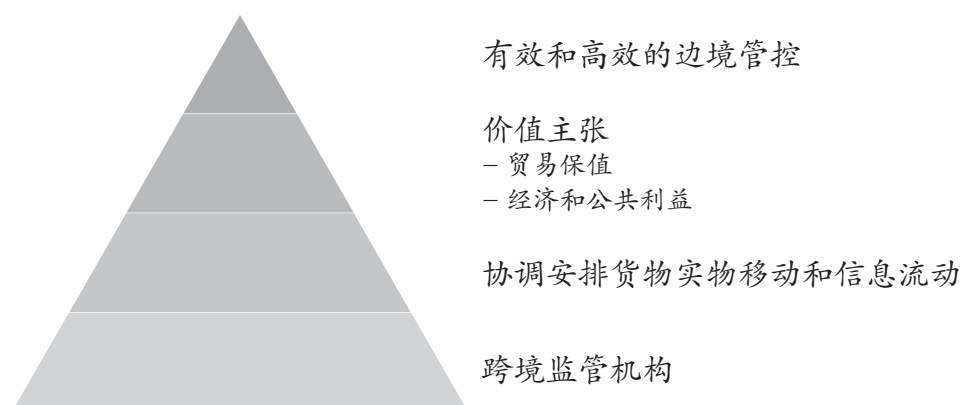 有效和高效的边境管控
价值主张
– 贸易保值
– 经济和公共利益
协调安排货物实物移动和信息流动
跨境监管机构